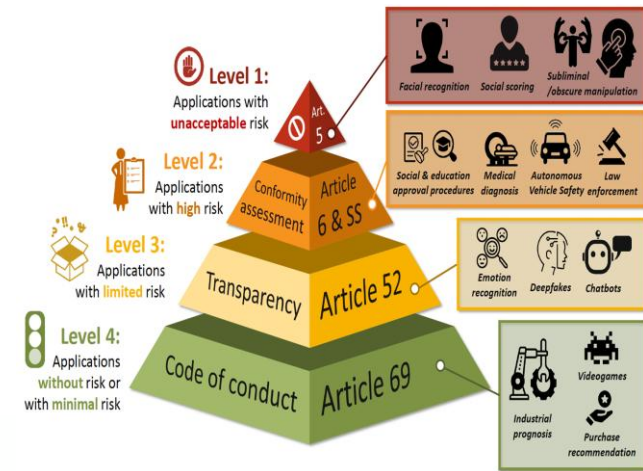 Level 1:
Applications with
unacceptable risk
Art.
5
Facial recognition
Social scoring
Subliminal
/obscure manipulation
Level 2:
Applications
with high risk
Conformity
assessment
Article
6 & SS
Social & education
approval procedures
Medical
diagnosis
Autonomous
Vehicle Safety
Law
enforcement
Level 3:
Applications
with limited risk
Transparency
Article 52
Emotion
recognition
Deepfakes
Chatbots
Level 4:
Applications
without risk or
with minimal risk
Code of conduct
Article 69
Industrial
prognosis
Videogames
Purchase
recommendation